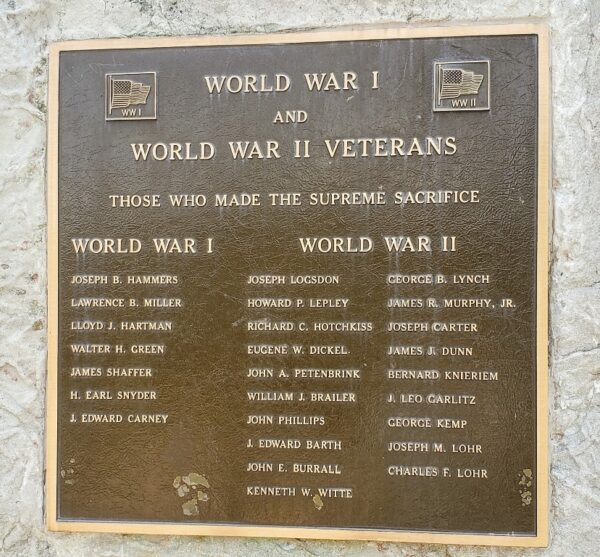 WORLD WAR I
AND
WORLD WAR II VETERANS
WW I
WW II
THOSE WHO MADE THE SUPREME SACRIFICE
WORLD WAR I
JOSEPH B. HAMMERS
LAWRENCE B. MILLER
LLOYD J. HARTMAN
WALTER H. GREEN
JAMES SHAFFER
H. EARL SNYDER
J. EDWARD CARNEY
WORLD WAR II
JOSEPH LOGSDON
HOWARD P. LEPLEY
RICHARD C. HOTCHKISS
EUGENE W. DICKEL
JOHN A. PETENBRINK
WILLIAM J. BRAILER
JOHN PHILLIPS
J. EDWARD BARTH
JOHN E. BURRALL
KENNETH W. WITTE
GEORGE B. LYNCH
JAMES R. MURPHY, JR.
JOSEPH CARTER
JAMES J. DUNN
BERNARD KNIERIEM
J. LEO GARLITZ
GEORGE KEMP
JOSEPH M. LOHR
CHARLES F. LOHR